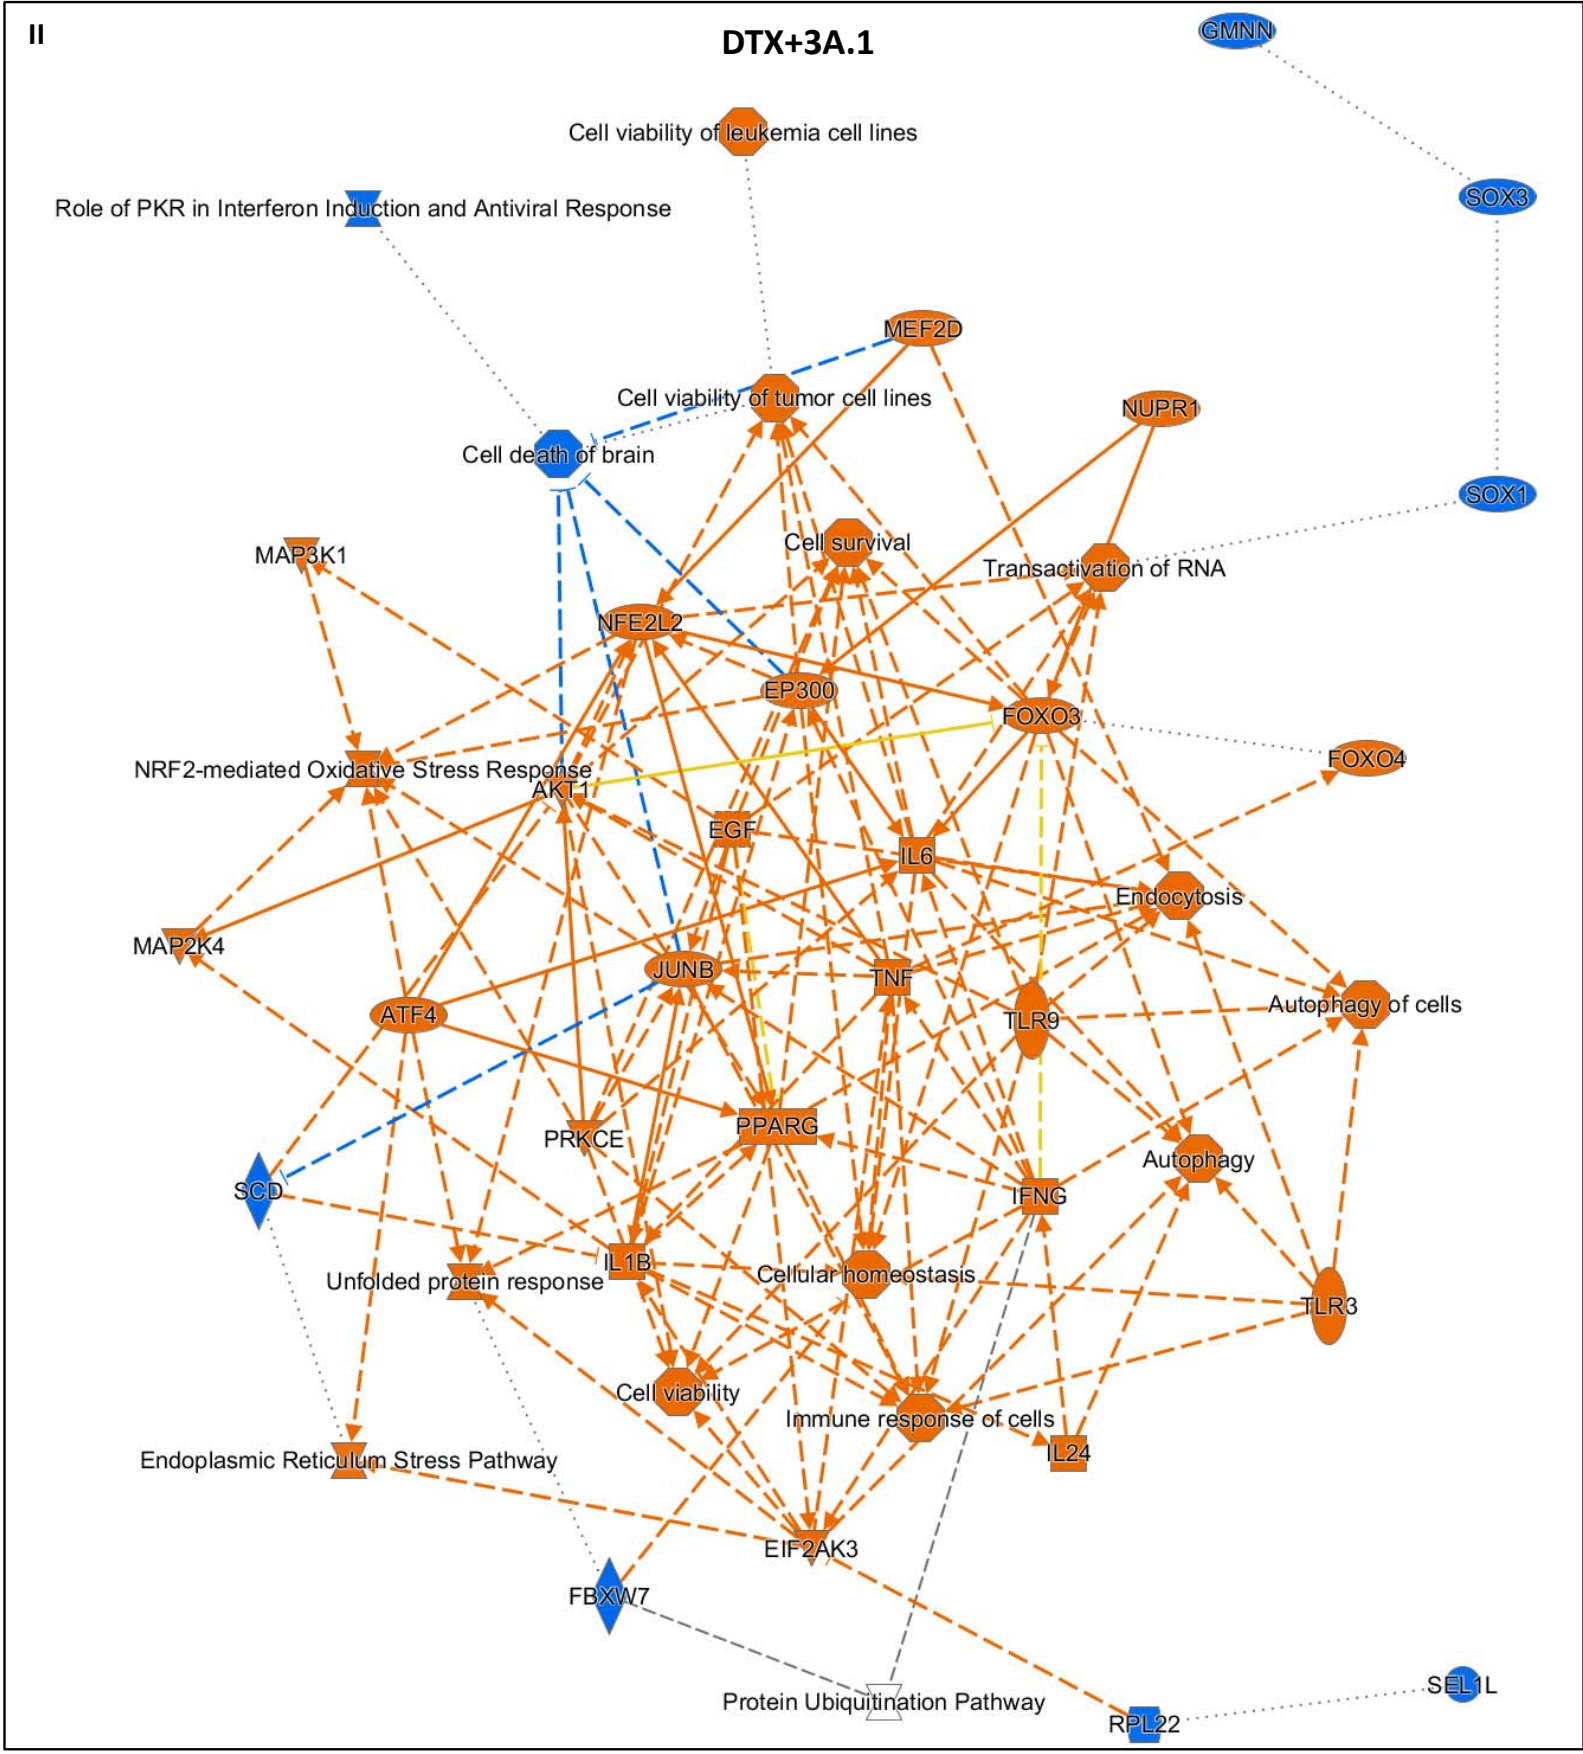 II
DTX+3A.1
GMNN
Cell viability of leukemia cell lines
SOX3
Role of PKR in Interferon Induction and Antiviral Response
MEF2D
Cell viability of tumor cell lines
NUPR1
Cell death of brain
SOX1
Cell survival
MAP3K1
Transactivation of RNA
NFE2L2
EP300
FOXO3
FOXO4
NRF2-mediated Oxidative Stress Response
AKT1
EGF
IL6
Endocytosis
MAP2K4
JUNB
TNF
Autophagy of cells
ATF4
TLR9
PPARG
PRKCE
Autophagy
SCD
IFNG
IL1B
Cellular homeostasis
Unfolded protein response
TLR3
Cell viability
Immune response of cells
IL24
Endoplasmic Reticulum Stress Pathway
EIF2AK3
FBXW7
SEL1L
Protein Ubiquitination Pathway
RPL22